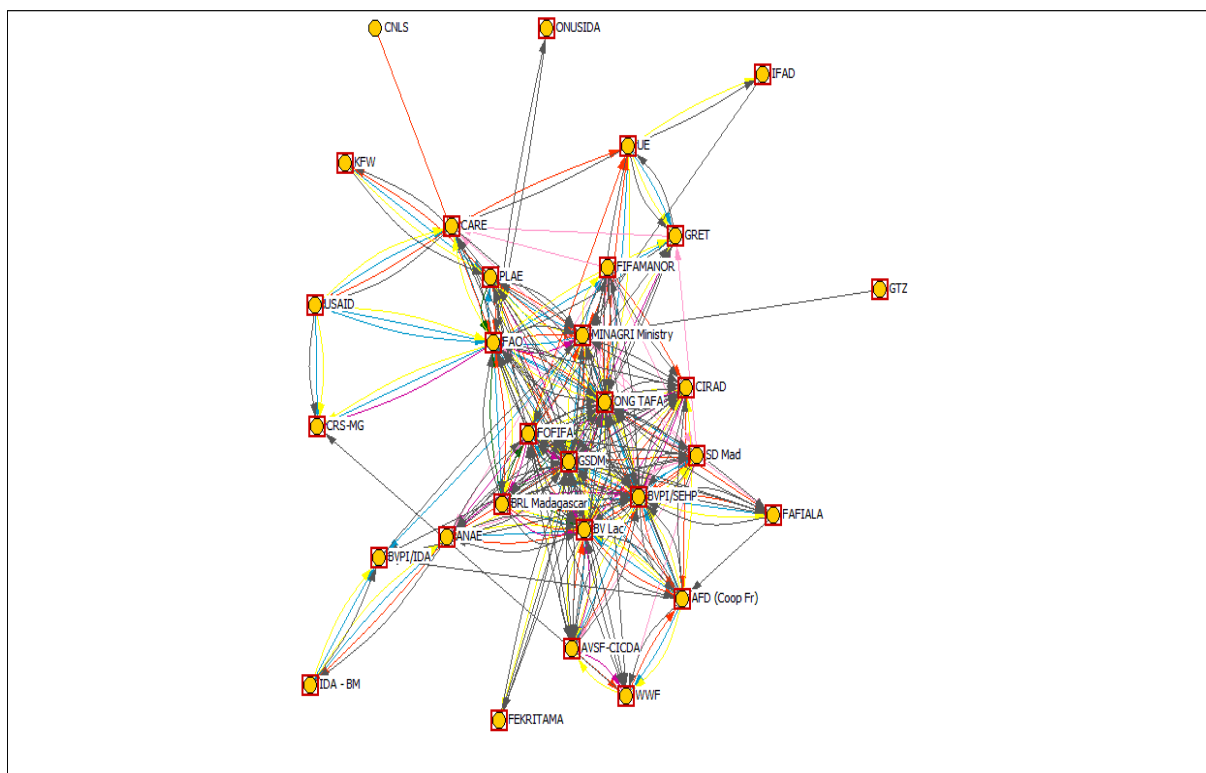 CNLS
ONUSIDA
IFAD
UE
KFW
CARE
GRET
FIFAMANOR
PLAE
GTZ
USAID
MINAGRI Ministry
FAO
CIRAD
ONG TAFA
CRS-MG
FOFIFA
SD Mad
GSDM
BVPI/SEHP
BRL Madagascar
FAFIALA
BV Lac
ANAE
BVPI/IDA
AFD (Coop Fr)
AVSF-CICDA
IDA - BM
WWF
FEKRITAMA